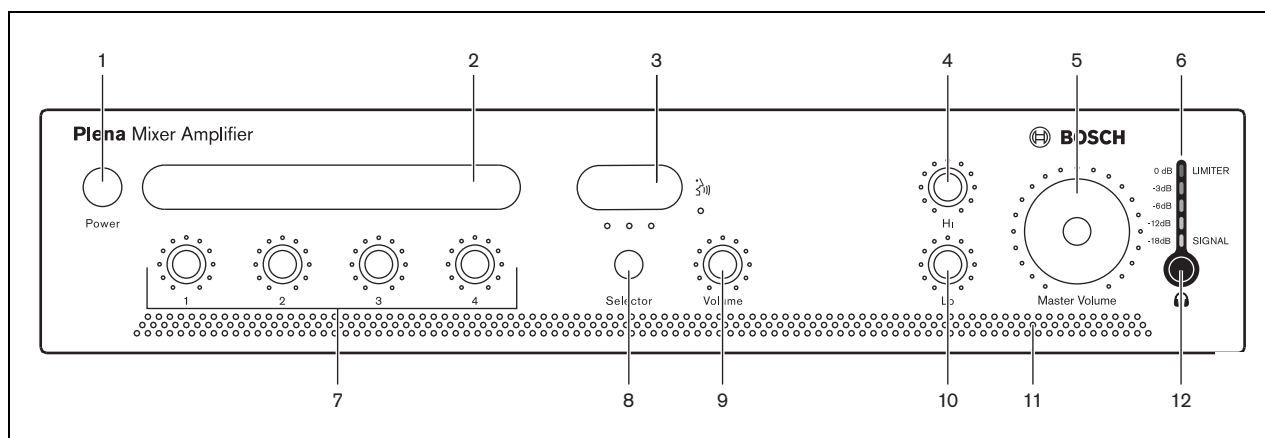 1 2 3 4 5 6
Plena Mixer Amplifier
BOSCH
0 dB LIMITER
-3dB
-6dB
-12dB
-18dB SIGNAL
Power
Hi
1 2 3 4
Selector Volume
Lo
Master Volume
7 8 9 10 11 12